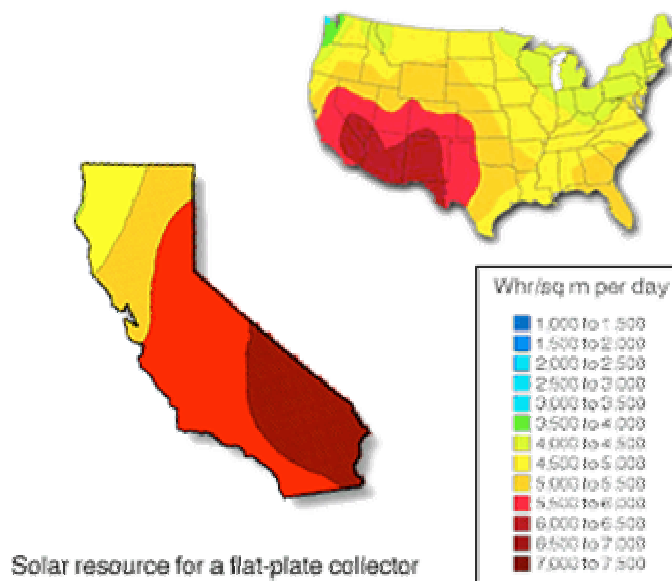 Whr/sq m per day
1,000 to 1,500
1,500 to 2,000
2,000 to 2,500
2,500 to 3,000
3,000 to 3,500
3,500 to 4,000
4,000 to 4,500
4,500 to 5,000
5,000 to 5,500
5,500 to 6,000
6,000 to 6,500
6,500 to 7,000
7,000 to 7,500
Solar resource for a flat-plate collector